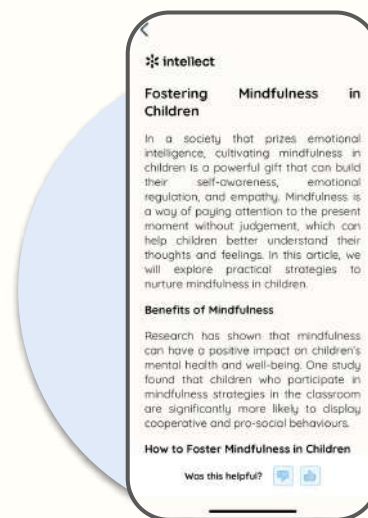 intellect
Fostering Mindfulness in
Children
In a society that prizes emotional
intelligence, cultivating mindfulness in
children is a powerful gift that can build
their self-awareness, emotional
regulation, and empathy. Mindfulness is
a way of paying attention to the present
moment without judgement, which can
help children better understand their
thoughts and feelings. In this article, we
will explore practical strategies to
nurture mindfulness in children.
Benefits of Mindfulness
Research has shown that mindfulness
can have a positive impact on children's
mental health and well-being. One study
found that children who participate in
mindfulness strategies in the classroom
are significantly more likely to display
cooperative and pro-social behaviours.
How to Foster Mindfulness in Children
Was this helpful?